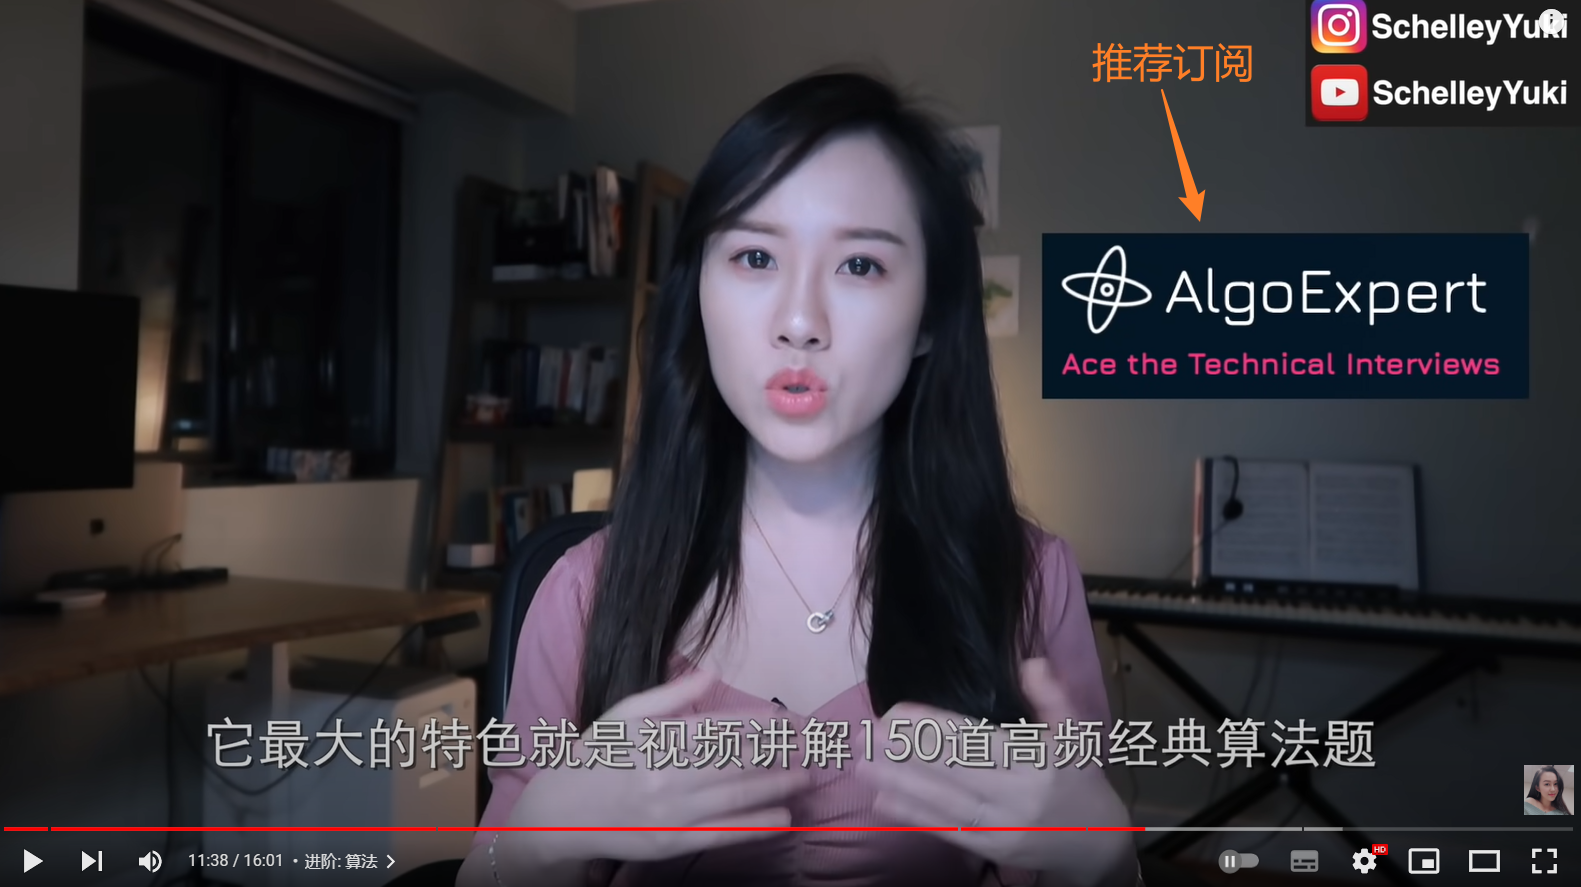 SchelleyYuki
推荐订阅
SchelleyYuki
AlgoExpert
Ace the Technical Interviews
它最大的特色就是视频讲解150道高频经典算法题
11:38 / 16:01 • 进阶: 算法
HD